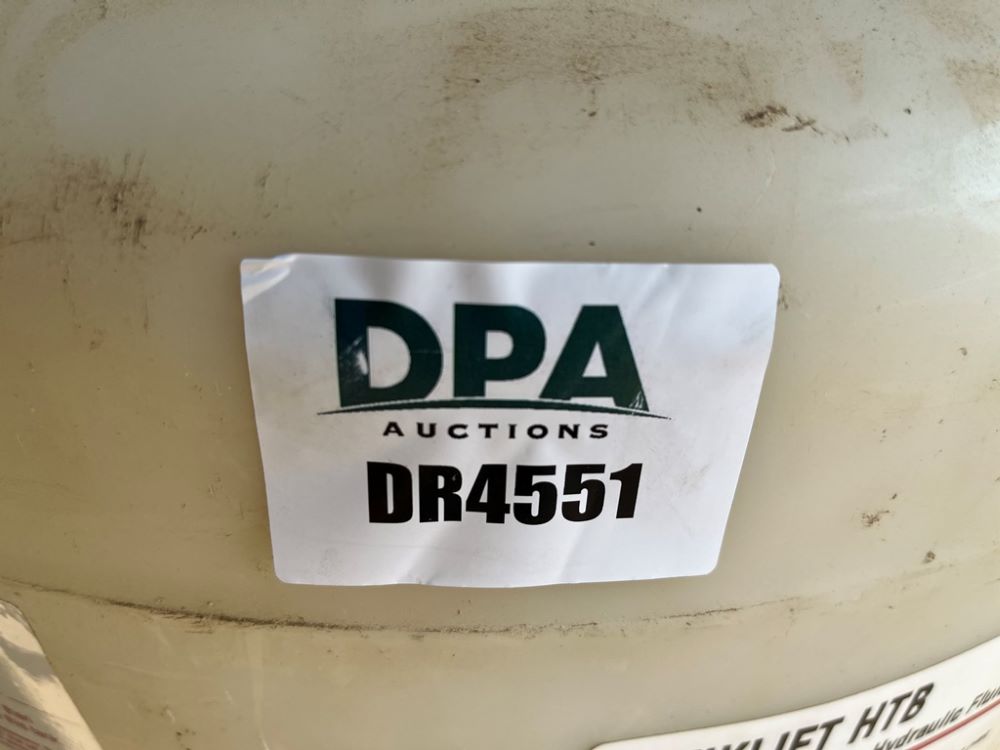 DPA
AUCTIONS
DR4551
HTB
Hydraulic